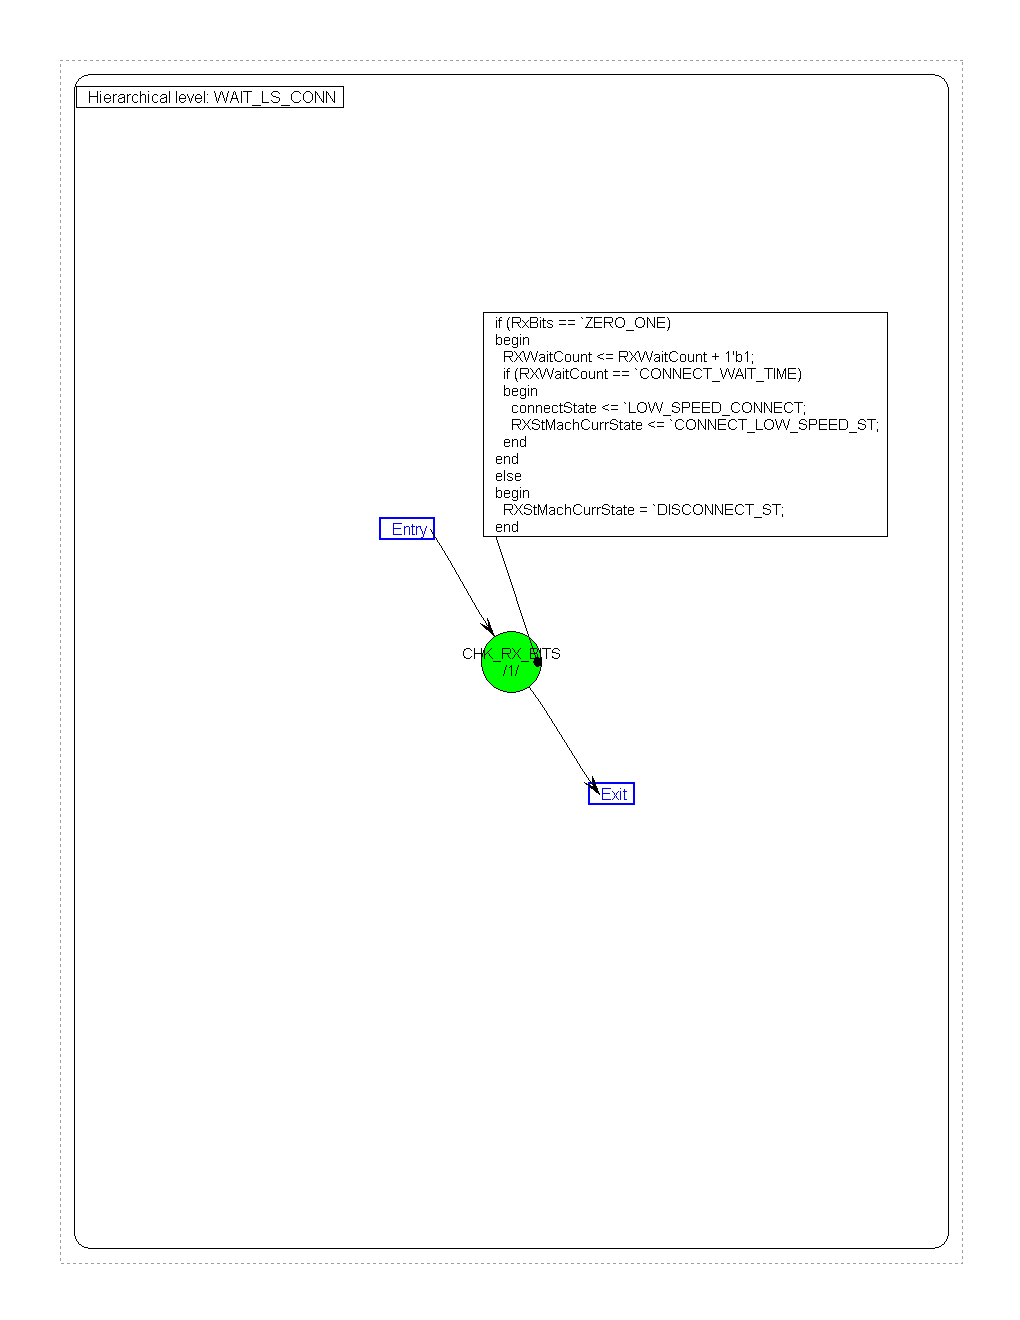 Hierarchical level: WAIT_LS_CONN
if (RxBits == `ZERO_ONE)
begin
  RXWaitCount <= RXWaitCount + 1'b1;
  if (RXWaitCount == `CONNECT_WAIT_TIME)
  begin
    connectState <= `LOW_SPEED_CONNECT;
    RXStMachCurrState <= `CONNECT_LOW_SPEED_ST;
  end
end
else
begin
  RXStMachCurrState = `DISCONNECT_ST;
end
Entry
CHK_RX_BITS
/1/
Exit